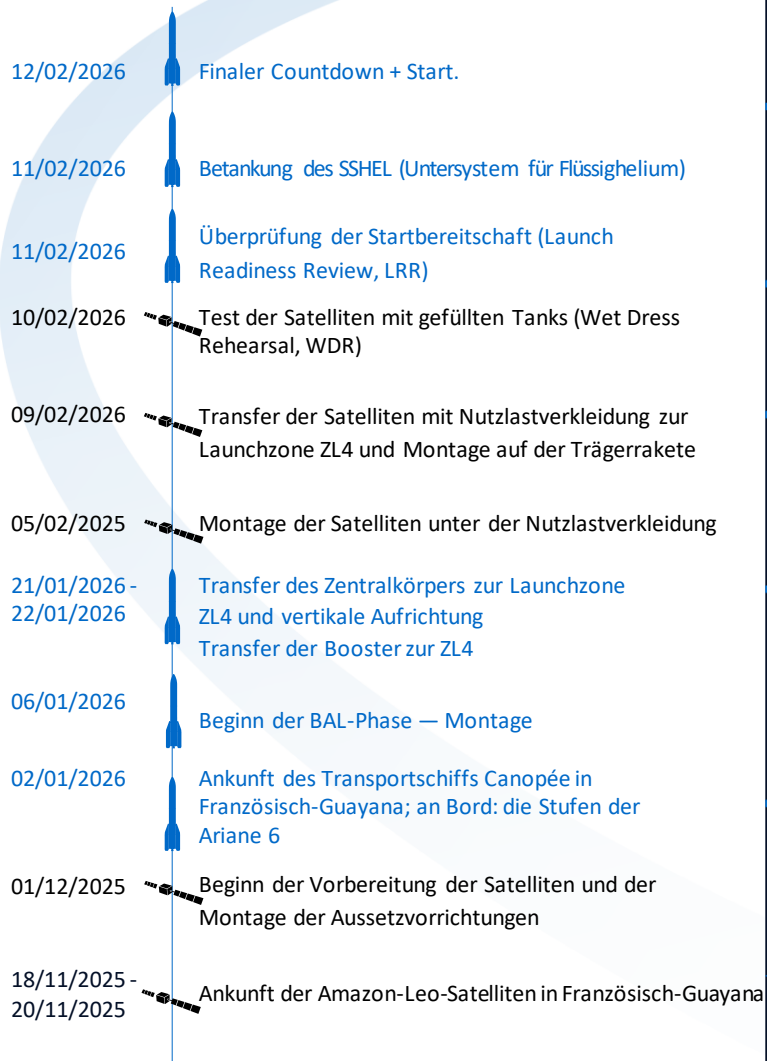 12/02/2026
Finaler Countdown + Start.
11/02/2026
Betankung des SSHEL (Untersystem für Flüssighelium)
11/02/2026
Überprüfung der Startbereitschaft (Launch
Readiness Review, LRR)
10/02/2026
Test der Satelliten mit gefüllten Tanks (Wet Dress
Rehearsal, WDR)
09/02/2026
Transfer der Satelliten mit Nutzlastverkleidung zur
Launchzone ZL4 und Montage auf der Trägerrakete
05/02/2025
Montage der Satelliten unter der Nutzlastverkleidung
21/01/2026 -
22/01/2026
Transfer des Zentralkörpers zur Launchzone
ZL4 und vertikale Aufrichtung
Transfer der Booster zur ZL4
06/01/2026
Beginn der BAL-Phase — Montage
02/01/2026
Ankunft des Transportschiffs Canopée in
Französisch-Guayana; an Bord: die Stufen der
Ariane 6
01/12/2025
Beginn der Vorbereitung der Satelliten und der
Montage der Aussetzvorrichtungen
18/11/2025 -
20/11/2025
Ankunft der Amazon-Leo-Satelliten in Französisch-Guayana